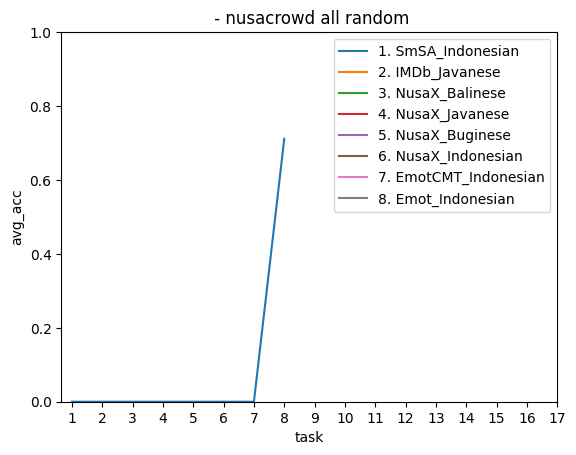 - nusacrowd all random
1.0
0.8
0.6
0.4
0.2
0.0
avg_acc
1. SmSA_Indonesian
2. IMDb_Javanese
3. NusaX_Balinese
4. NusaX_Javanese
5. NusaX_Buginese
6. NusaX_Indonesian
7. EmotCMT_Indonesian
8. Emot_Indonesian
1 2 3 4 5 6 7 8 9 10 11 12 13 14 15 16 17
task